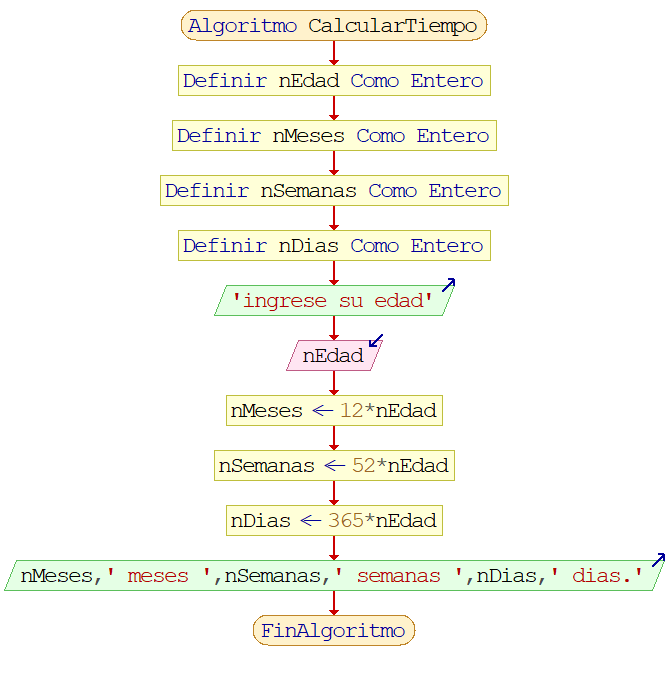 Algoritmo CalcularTiempo
Definir nEdad Como Entero
Definir nMeses Como Entero
Definir nSemanas Como Entero
Definir nDias Como Entero
'ingrese su edad'
nEdad
nMeses ← 12*nEdad
nSemanas ← 52*nEdad
nDias ← 365*nEdad
nMeses,' meses ',nSemanas,' semanas ',nDias,' dias.'
FinAlgoritmo